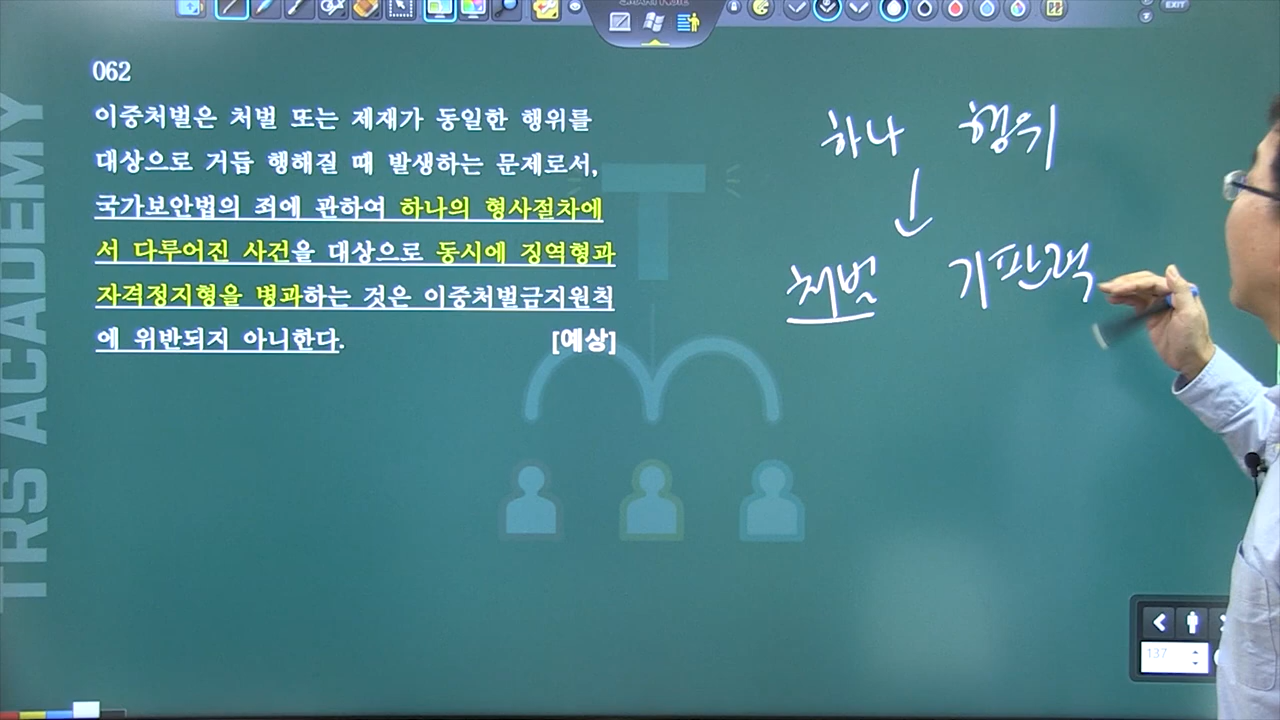 062
이중처벌은 처벌 또는 제재가 동일한 행위를
대상으로 거듭 행해질 때 발생하는 문제로서,
국가보안법의 죄에 관하여 하나의 형사절차에
서 다루어진 사건을 대상으로 동시에 징역형과
자격정지형을 병과하는 것은 이중처벌금지원칙
에 위반되지 아니한다. [예상]
하나 행위
처벌 기판력
TRS ACADEMY
EXIT
137